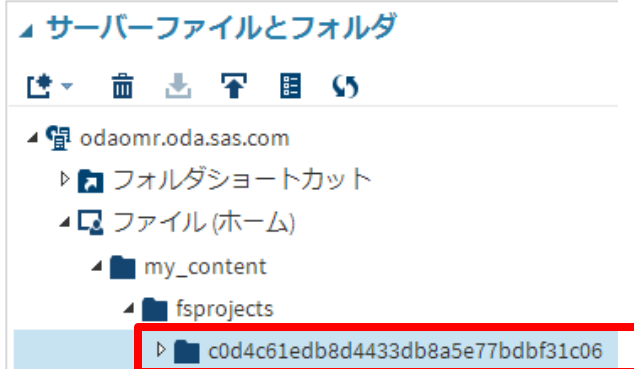 サーバーファイルとフォルダ
odaomr.oda.sas.com
フォルダショートカット
ファイル (ホーム)
my_content
fsprojects
c0d4c61edb8d4433db8a5e77bdbf31c06